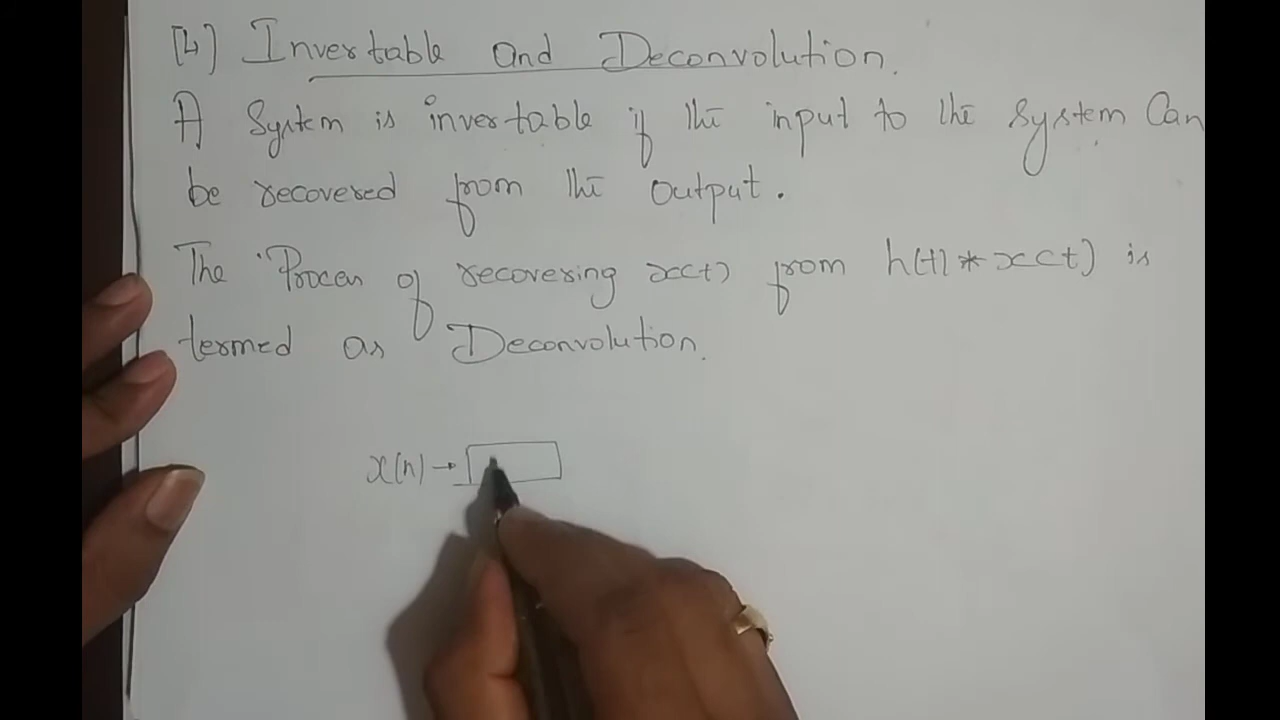 [4] Invertable and Deconvolution.
A System is invertable if the input to the system Can
be recovered from the output.
The Proces of recovering x(t) from h(t) * x(t) is
termed as Deconvolution.
x(n) →